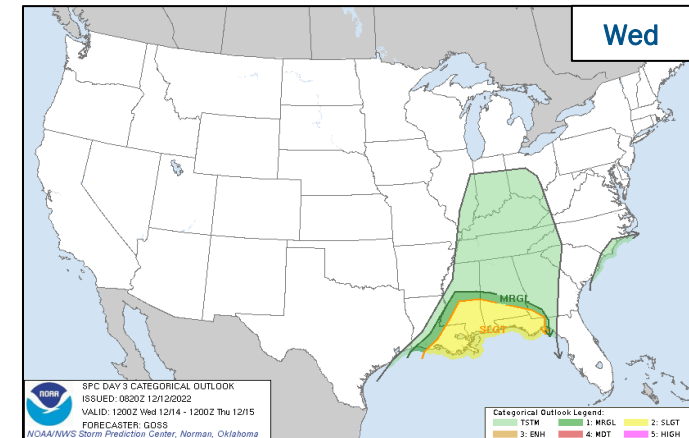 Wed
MRGL
SLGT
NOAA
SPC DAY 3 CATEGORICAL OUTLOOK
ISSUED: 0820Z 12/12/2022
VALID: 1200Z Wed 12/14 - 1200Z Thu 12/15
FORECASTER: GOSS
NOAA/NWS Storm Prediction Center, Norman, Oklahoma
Categorical Outlook Legend:
TSTM 1: MRGL 2: SLGT
3: ENH 4: MDT 5: HIGH